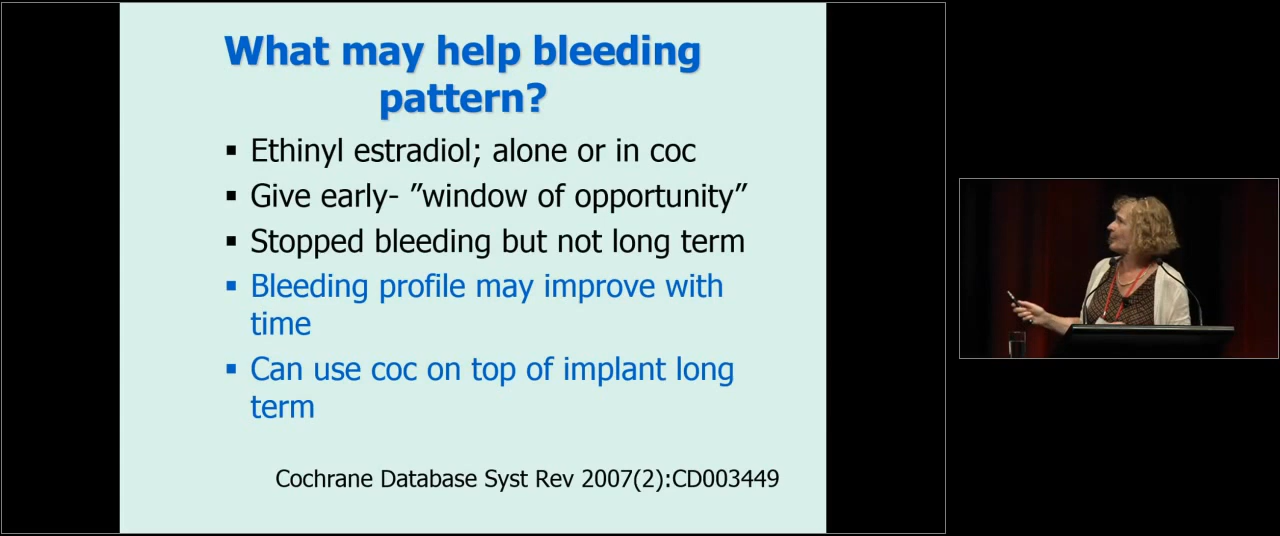 What may help bleeding
pattern?
▪ Ethinyl estradiol; alone or in coc
▪ Give early- ”window of opportunity”
▪ Stopped bleeding but not long term
▪ Bleeding profile may improve with
time
▪ Can use coc on top of implant long
term
Cochrane Database Syst Rev 2007(2):CD003449